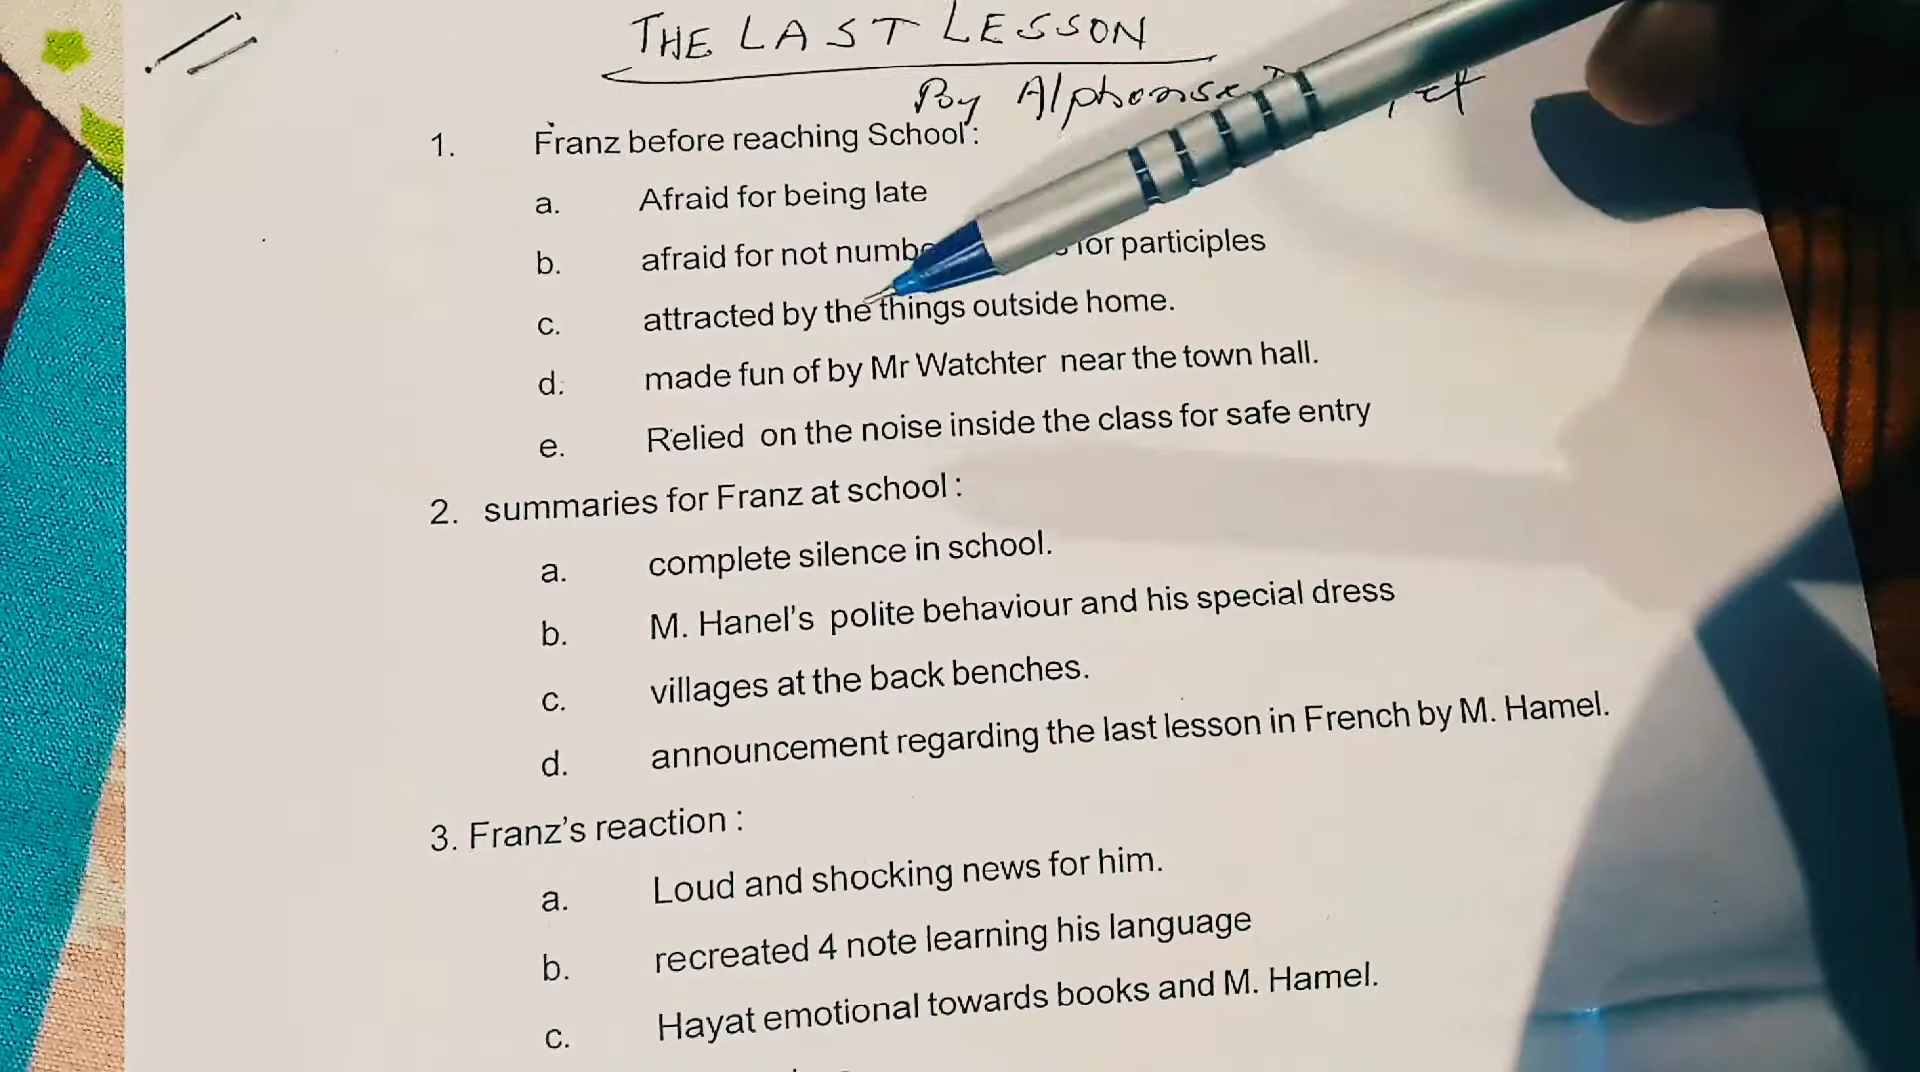 THE LAST LESSON
By Alphonse
1. Franz before reaching School :
a. Afraid for being late
b. afraid for not for participles
c. attracted by the things outside home.
d. made fun of by Mr Watchter near the town hall.
e. Relied on the noise inside the class for safe entry
2. summaries for Franz at school :
a. complete silence in school.
b. M. Hanel's polite behaviour and his special dress
c. villages at the back benches.
d. announcement regarding the last lesson in French by M. Hamel.
3. Franz's reaction :
a. Loud and shocking news for him.
b. recreated 4 note learning his language
c. Hayat emotional towards books and M. Hamel.